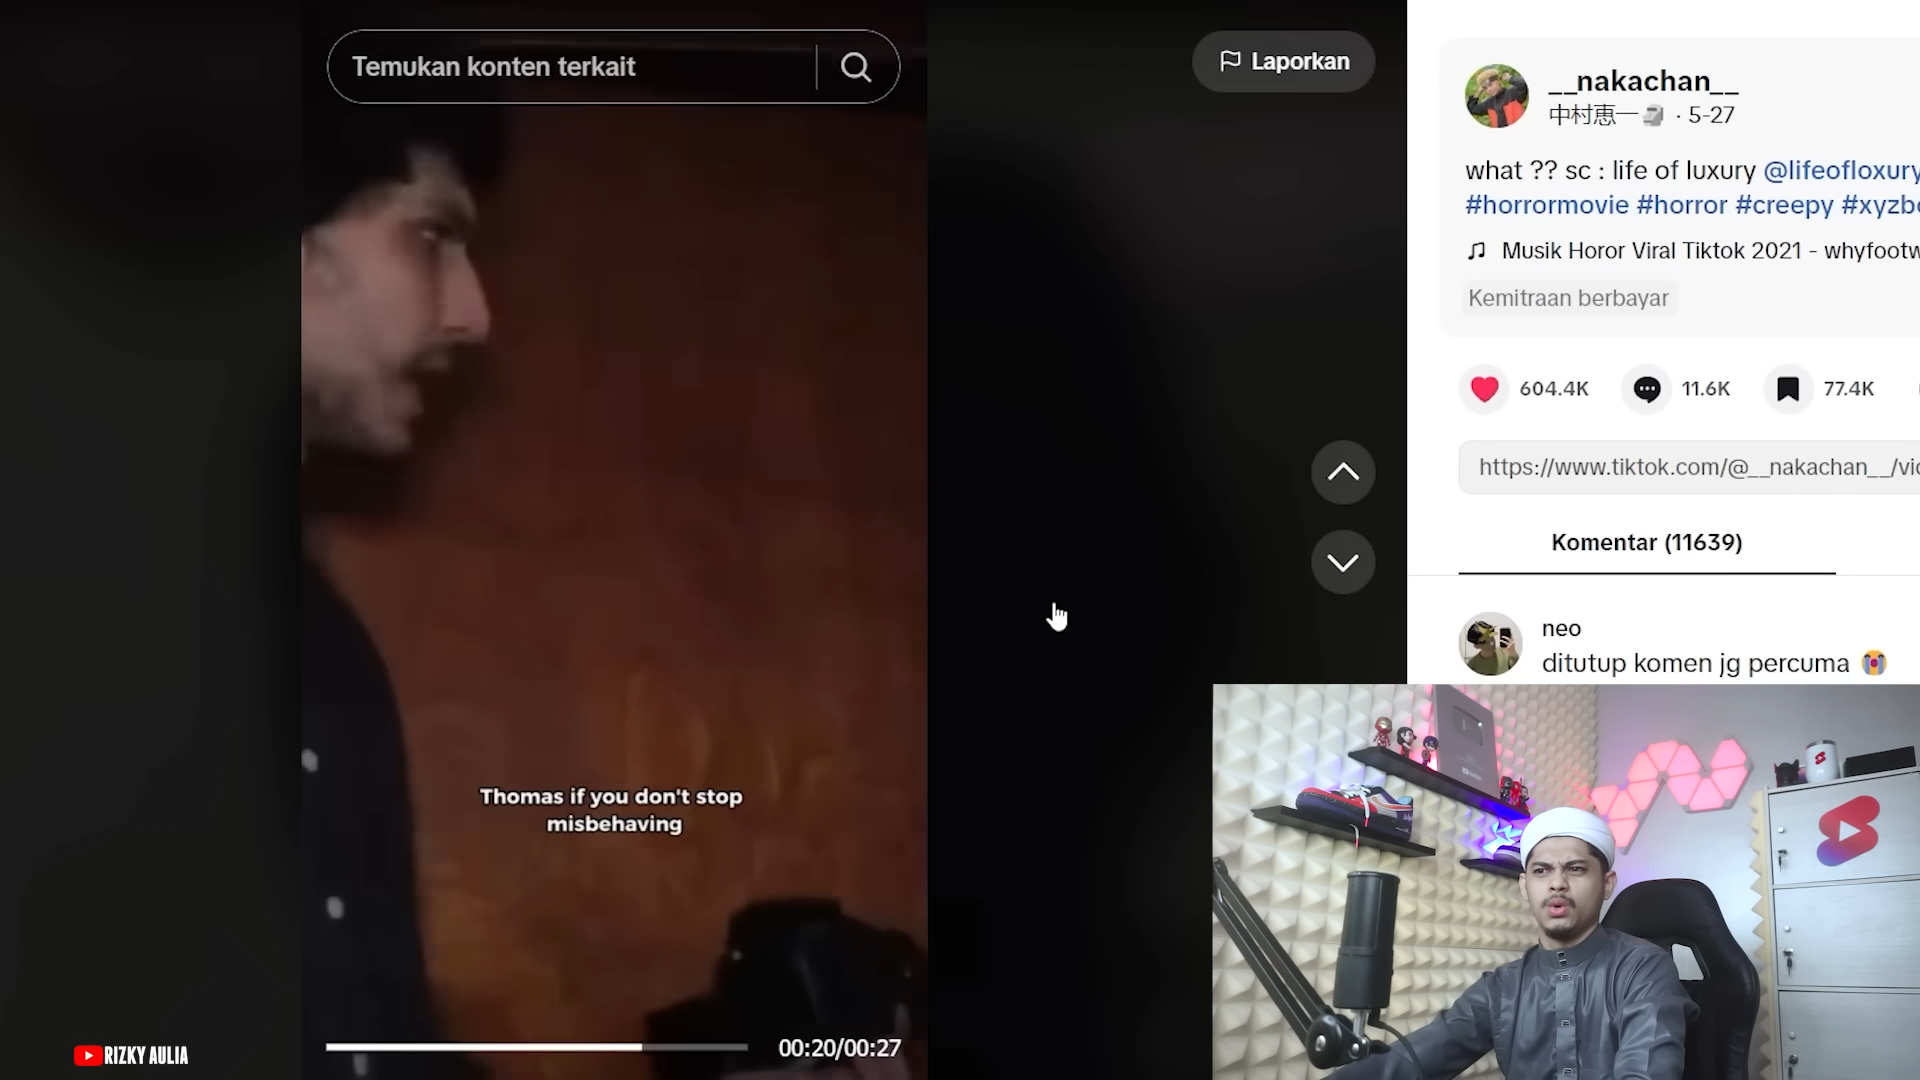 Temukan konten terkait
Laporkan
__nakachan__
中村恵一🗿 · 5-27
what ?? sc : life of luxury @lifeofloxury
#horrormovie #horror #creepy #xyzbc
Musik Horor Viral Tiktok 2021 - whyfootw
Kemitraan berbayar
604.4K 11.6K 77.4K
https://www.tiktok.com/@__nakachan__/vid
Komentar (11639)
neo
ditutup komen jg percuma 😭
Thomas if you don't stop
misbehaving
00:20/00:27
RIZKY AULIA